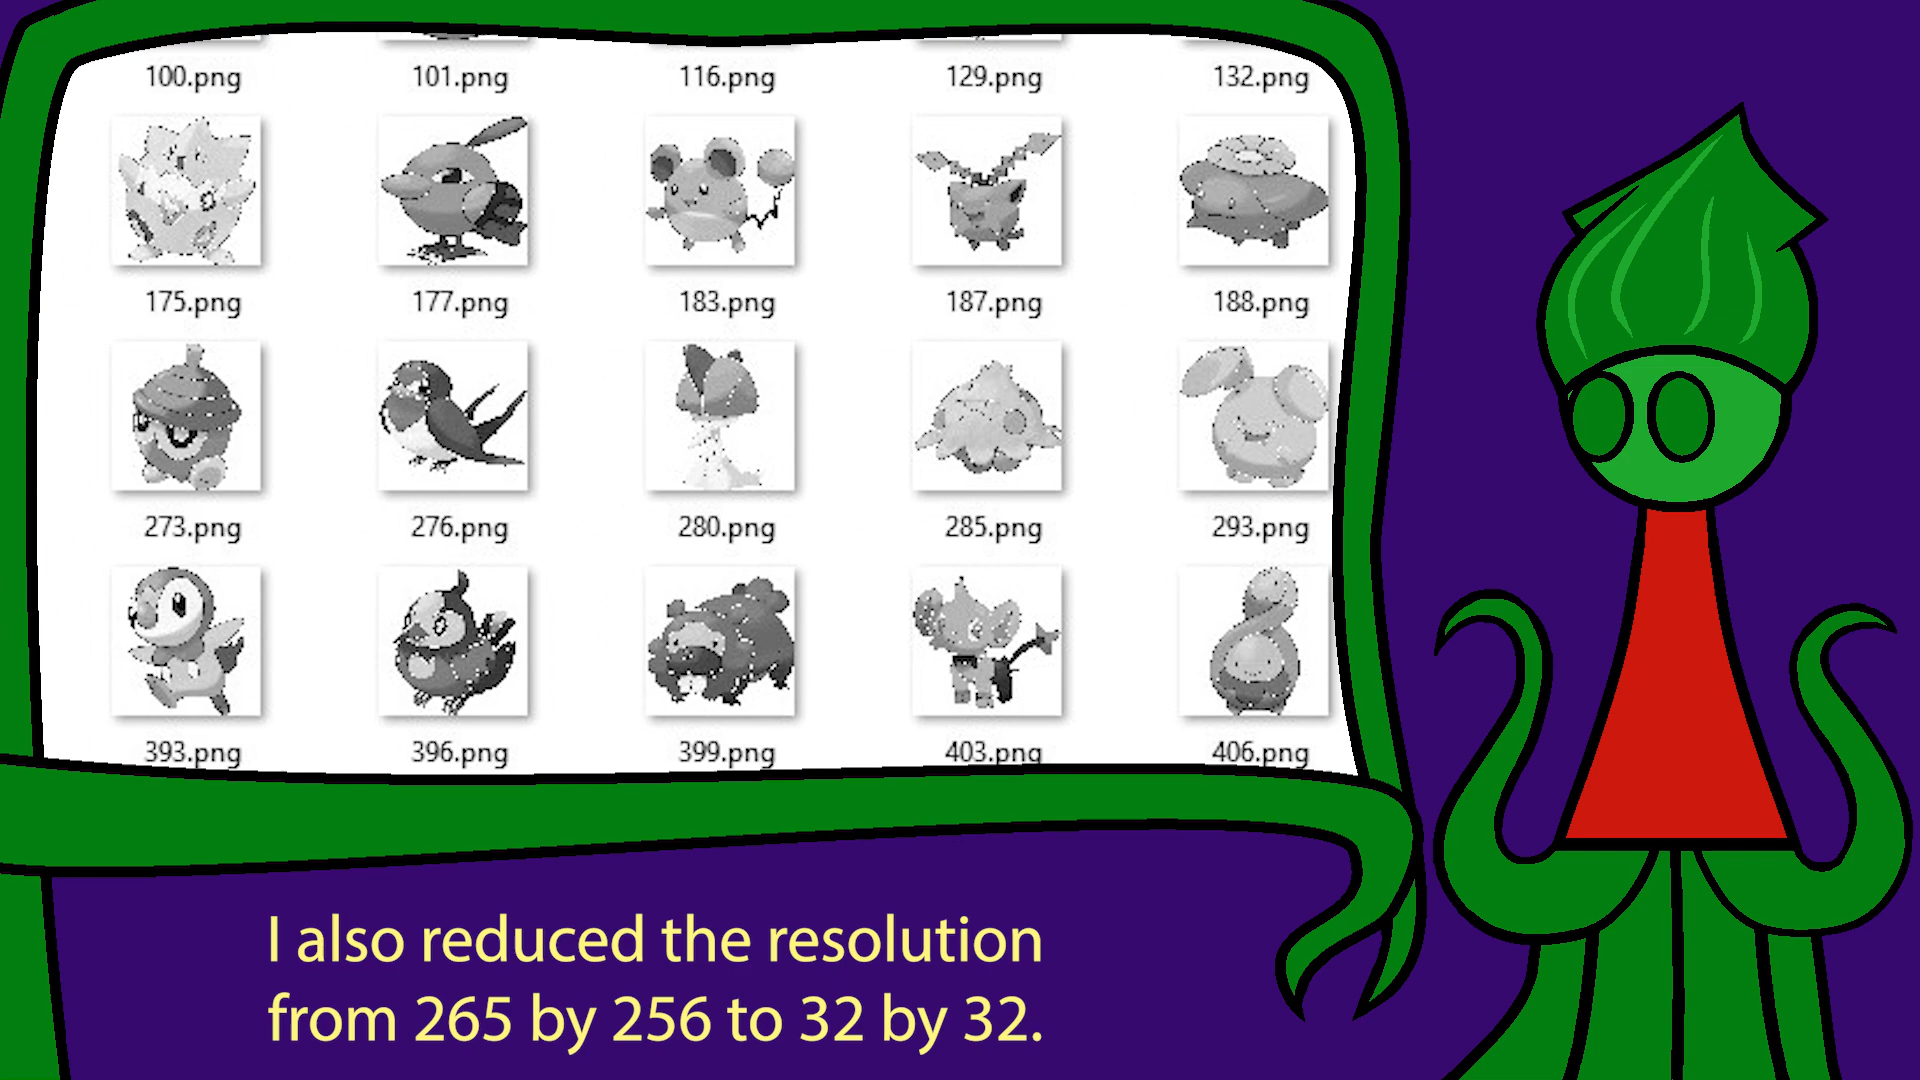 100.png 101.png 116.png 129.png 132.png
175.png 177.png 183.png 187.png 188.png
273.png 276.png 280.png 285.png 293.png
393.png 396.png 399.png 403.png 406.png
I also reduced the resolution
from 265 by 256 to 32 by 32.